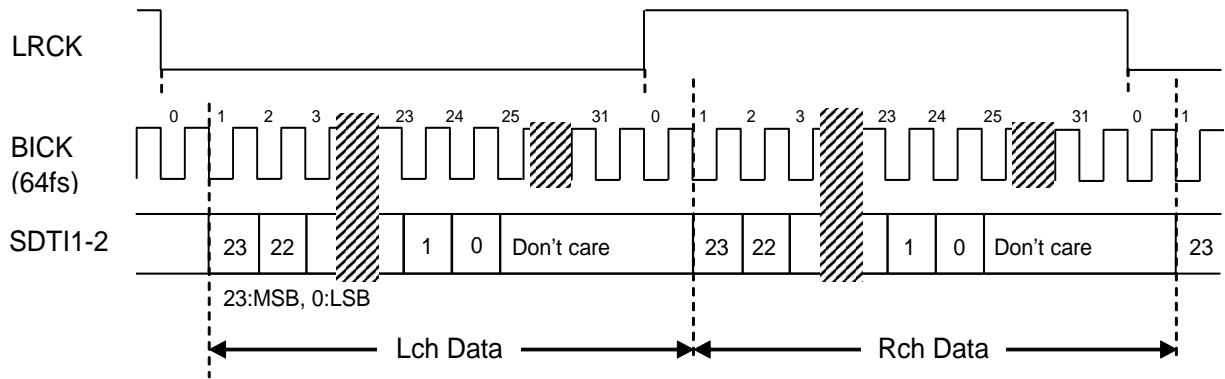 LRCK
0 1 2 3 23 24 25 31 0 1 2 3 23 24 25 31 0 1
BICK
(64fs)
SDTI1-2 23 22 1 0 Don't care 23 22 1 0 Don't care 23
23:MSB, 0:LSB
Lch Data Rch Data